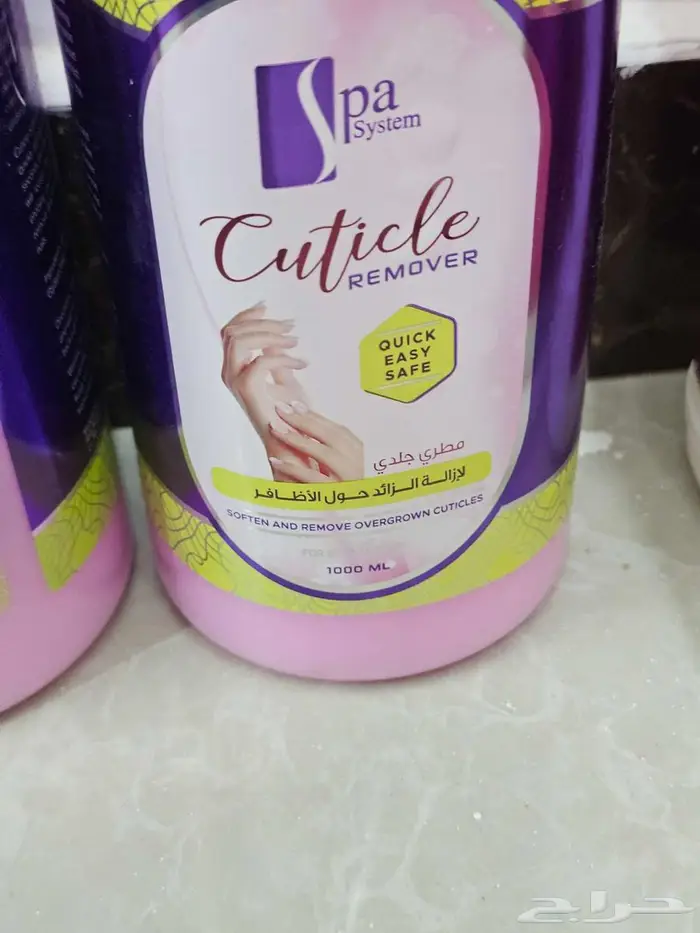 Spa
System
Cuticle
REMOVER
QUICK
EASY
SAFE
مطري جلدي
لإزالة الزائد حول الأظافر
SOFTEN AND REMOVE OVERGROWN CUTICLES
1000 ML
حراج